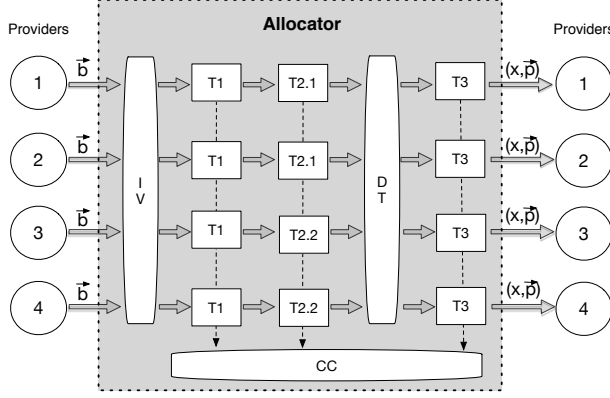 Allocator
Providers
Providers
1 b⃗ T1 T2.1 T3 (x,p⃗) 1
2 b⃗ T1 T2.1 T3 (x,p⃗) 2
I V
D T
3 b⃗ T1 T2.2 T3 (x,p⃗) 3
4 b⃗ T1 T2.2 T3 (x,p⃗) 4
CC